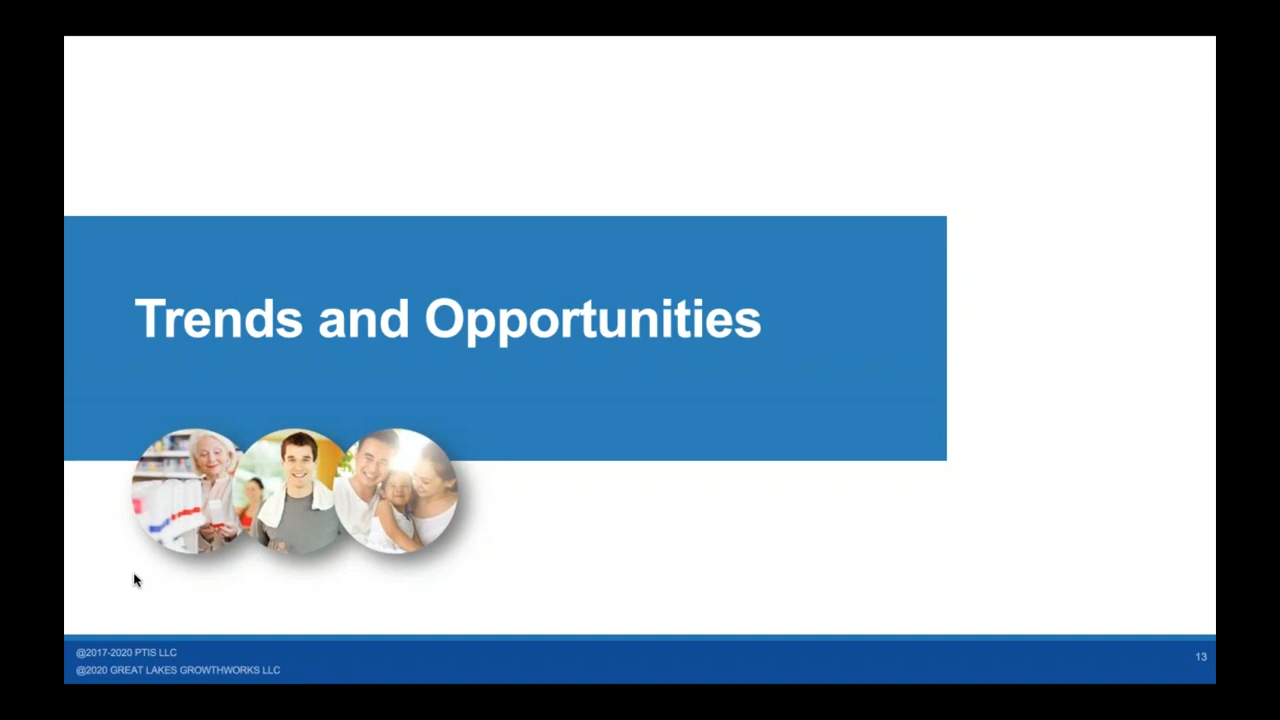 Trends and Opportunities
@2017-2020 PTIS LLC
@2020 GREAT LAKES GROWTHWORKS LLC
13